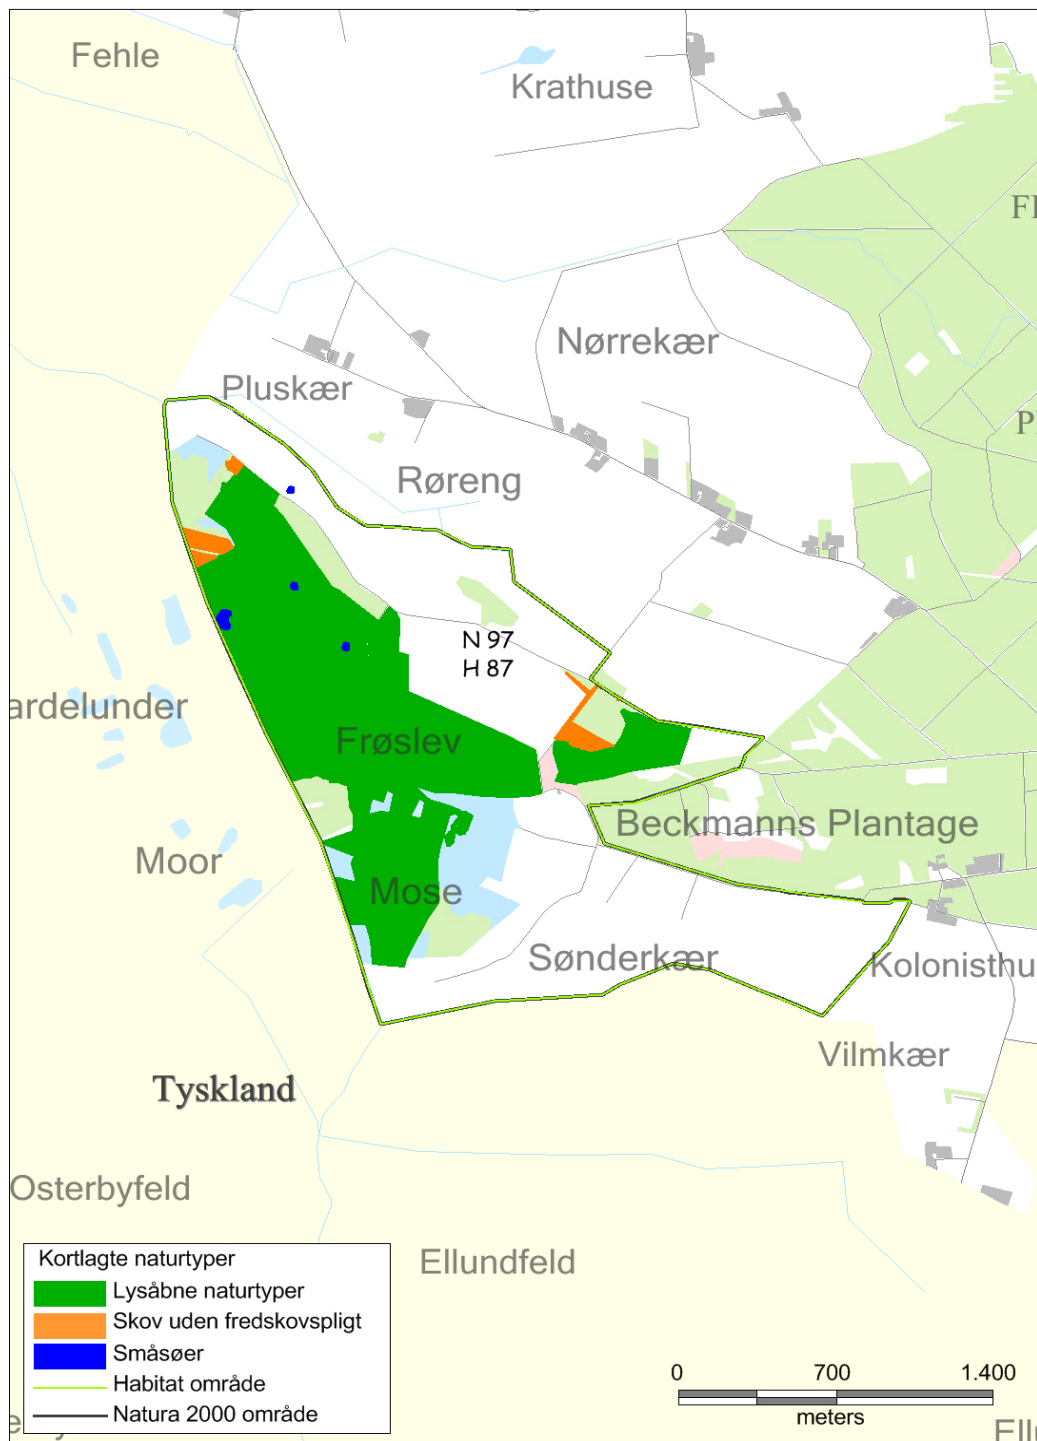 Fehle
Krathuse
Nørrekær
Pluskær
Røreng
N 97
H 87
ardelunder
Frøslev
Beckmanns Plantage
Moor
Mose
Sønderkær
Kolonisthu
Vilmkær
Tyskland
Osterbyfeld
Ellundfeld
Kortlagte naturtyper
Lysåbne naturtyper
Skov uden fredskovspligt
Småsøer
Habitat område
Natura 2000 område
0 700 1.400
meters